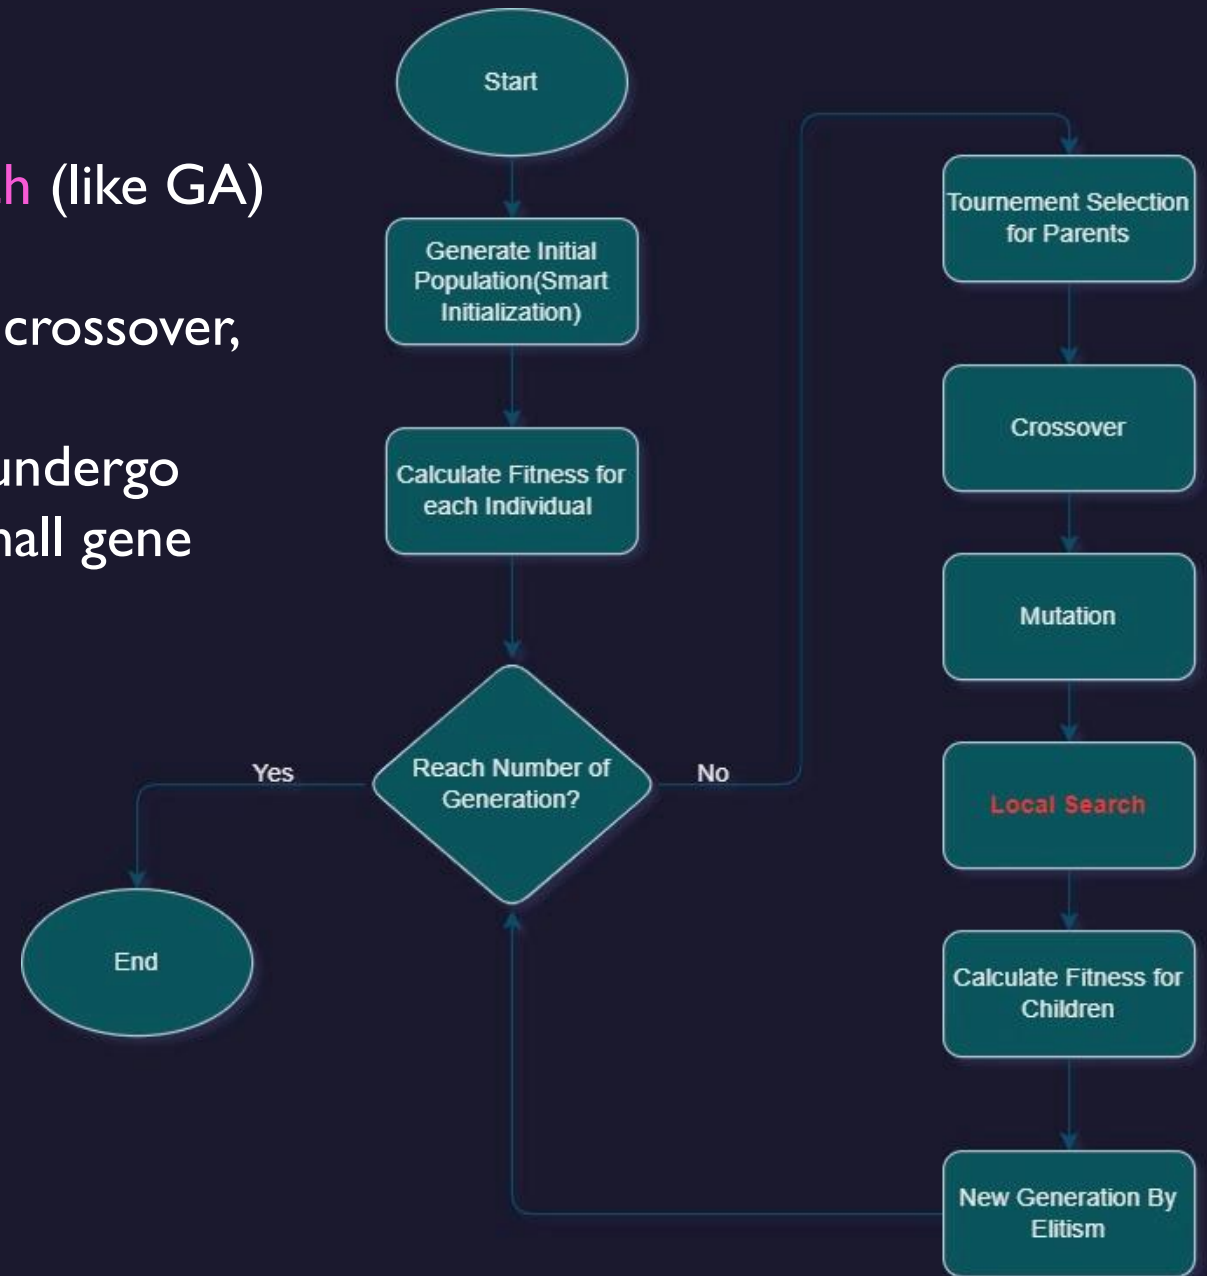 h (like GA)
crossover,
undergo
nall gene
Start
Generate Initial
Population(Smart
Initialization)
Calculate Fitness for
each Individual
Reach Number of
Generation?
Yes
No
End
Tournement Selection
for Parents
Crossover
Mutation
Local Search
Calculate Fitness for
Children
New Generation By
Elitism